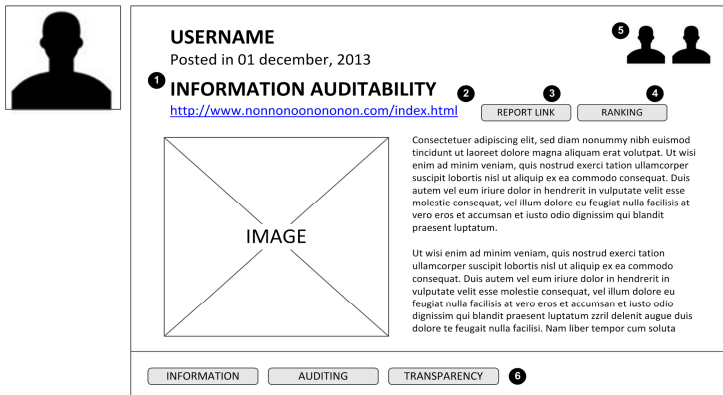 USERNAME
5
Posted in 01 december, 2013
1
INFORMATION AUDITABILITY
2
3
4
http://www.nonnonoonononon.com/index.html
REPORT LINK
RANKING
Consectetuer adipiscing elit, sed diam nonummy nibh euismod
tincidunt ut laoreet dolore magna aliquam erat volutpat. Ut wisi
enim ad minim veniam, quis nostrud exerci tation ullamcorper
suscipit lobortis nisl ut aliquip ex ea commodo consequat. Duis
autem vel eum iriure dolor in hendrerit in vulputate velit esse
molestie consequat, vel illum dolore eu feugiat nulla facilisis at
vero eros et accumsan et iusto odio dignissim qui blandit
praesent luptatum.
IMAGE
Ut wisi enim ad minim veniam, quis nostrud exerci tation
ullamcorper suscipit lobortis nisl ut aliquip ex ea commodo
consequat. Duis autem vel eum iriure dolor in hendrerit in
vulputate velit esse molestie consequat, vel illum dolore eu
feugiat nulla facilisis at vero eros et accumsan et iusto odio
dignissim qui blandit praesent luptatum zzril delenit augue duis
dolore te feugait nulla facilisi. Nam liber tempor cum soluta
INFORMATION
AUDITING
TRANSPARENCY
6